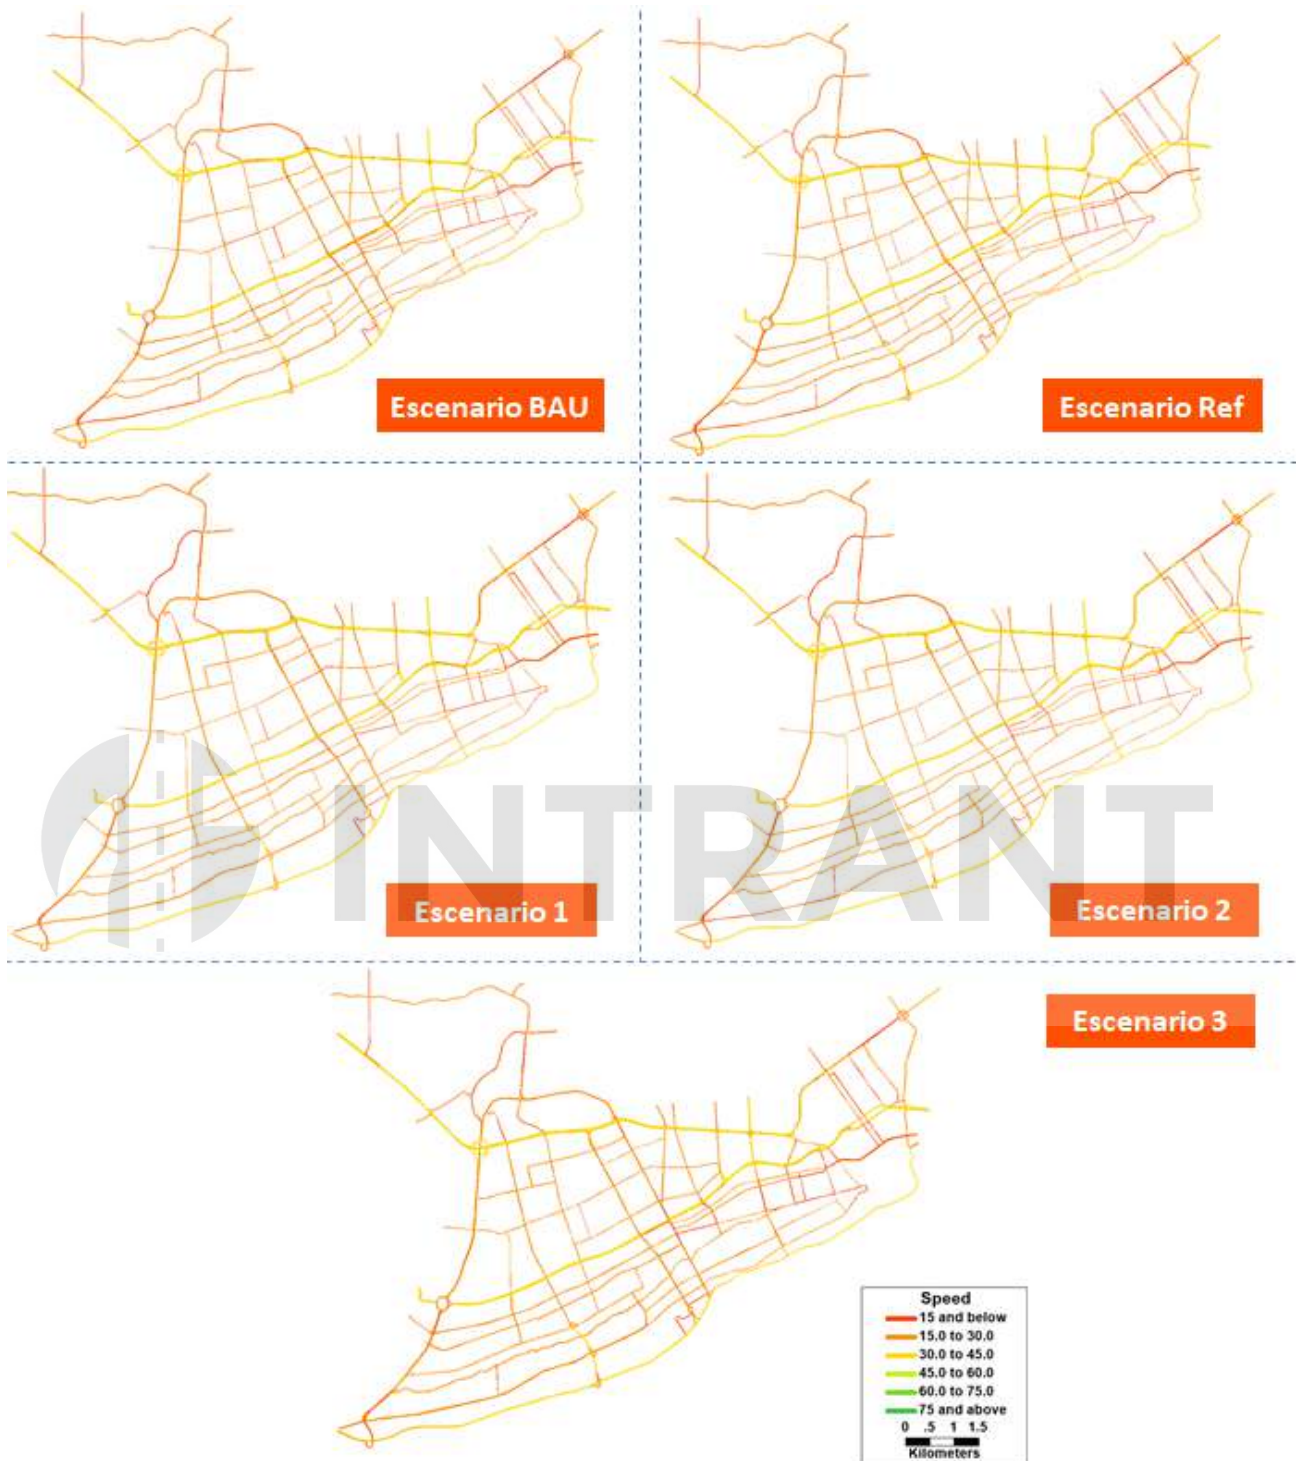 Escenario BAU
Escenario Ref
INTRANT
Escenario 1
Escenario 2
Escenario 3
Speed
15 and below
15.0 to 30.0
30.0 to 45.0
45.0 to 60.0
60.0 to 75.0
75 and above
0 .5 1 1.5
Kilometers